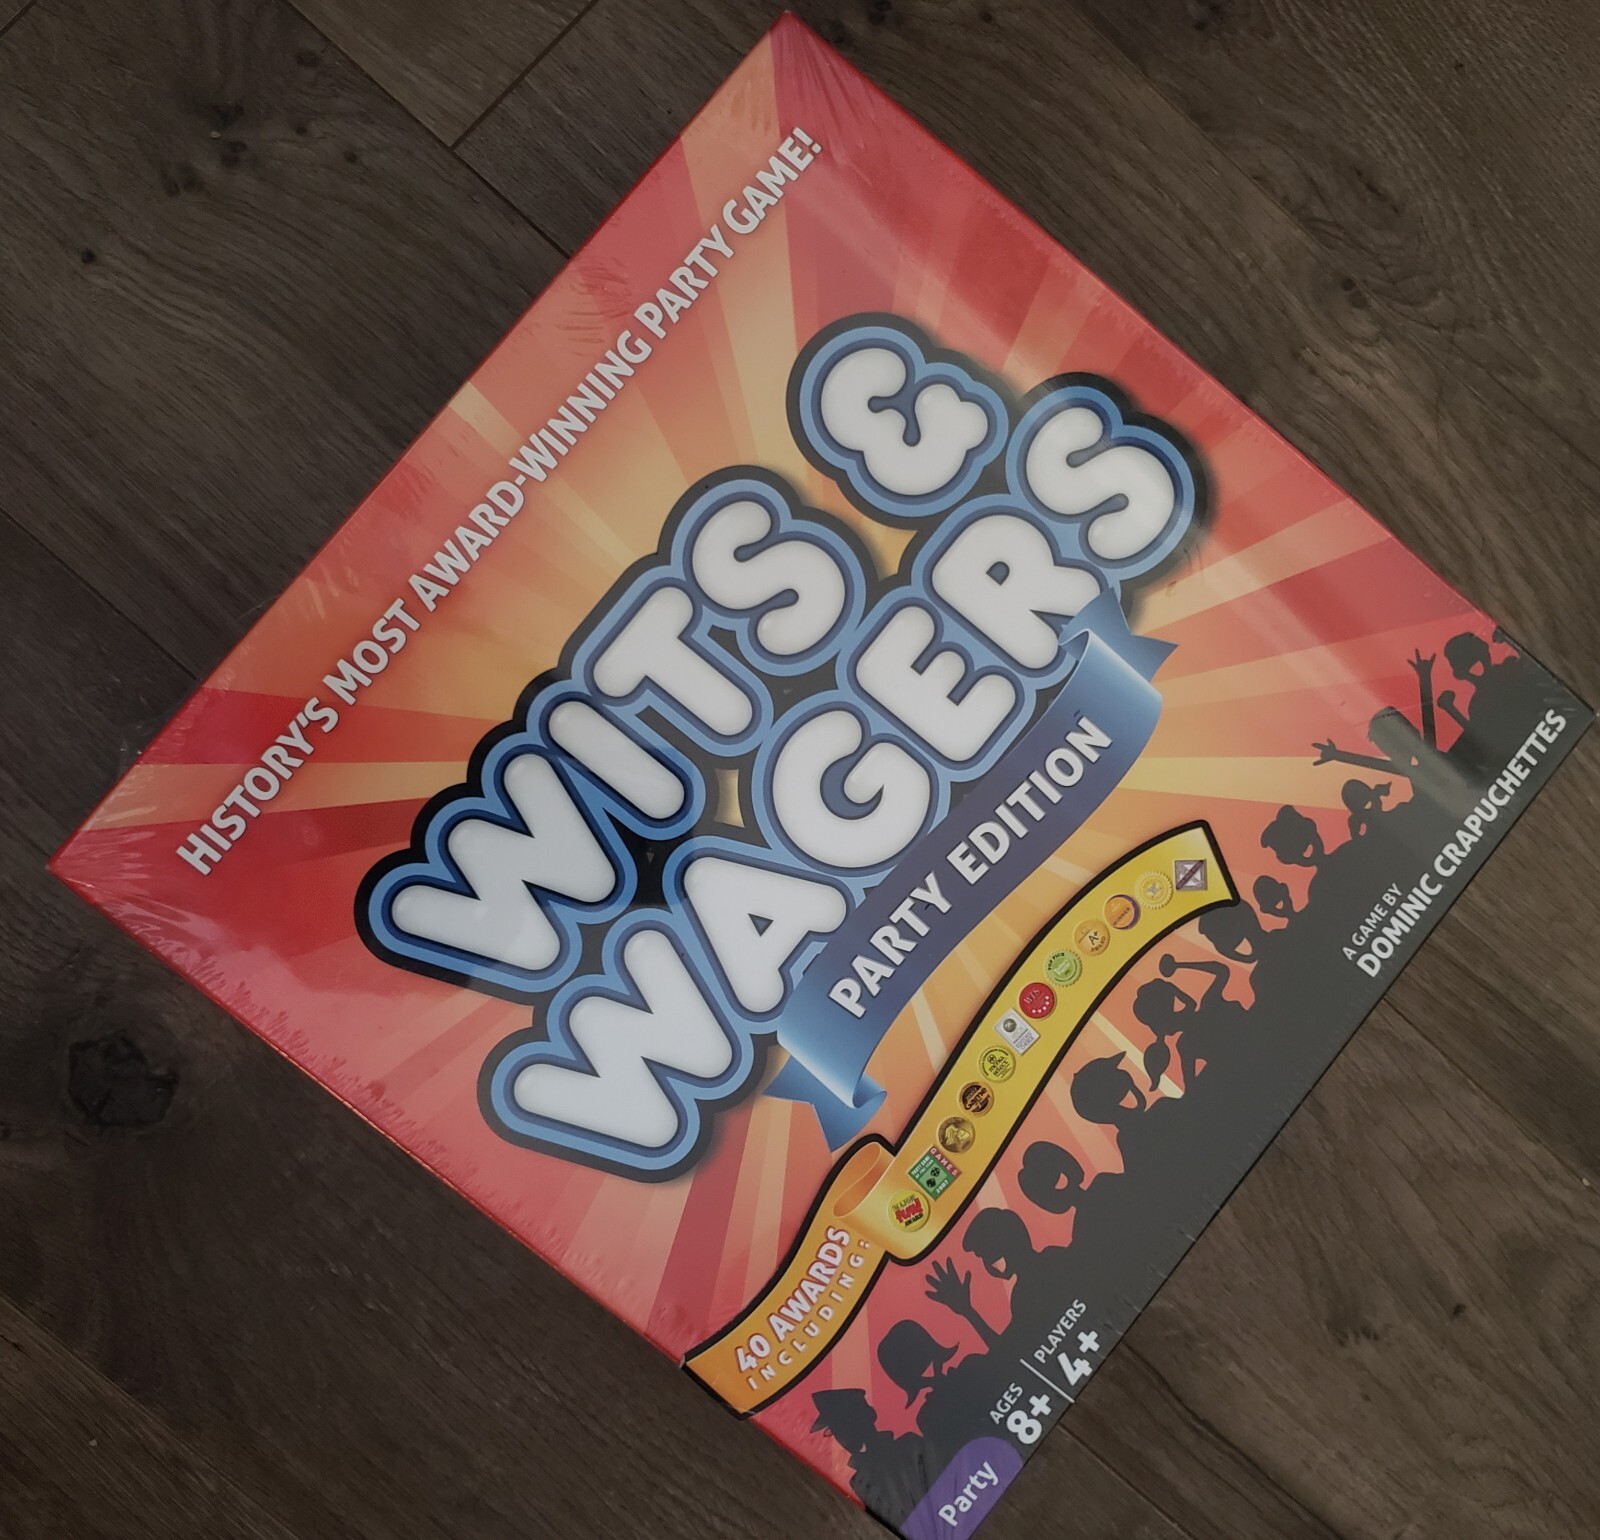 HISTORY'S MOST AWARD-WINNING PARTY GAME!
WITS &
WAGERS
PARTY EDITION
40 AWARDS
INCLUDING:
GAMES
A GAME BY
DOMINIC CRAPUCHETTES
AGES
8+
PLAYERS
4+
Party